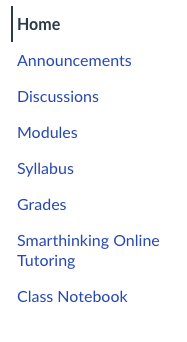 Home
Announcements
Discussions
Modules
Syllabus
Grades
Smarthinking Online
Tutoring
Class Notebook